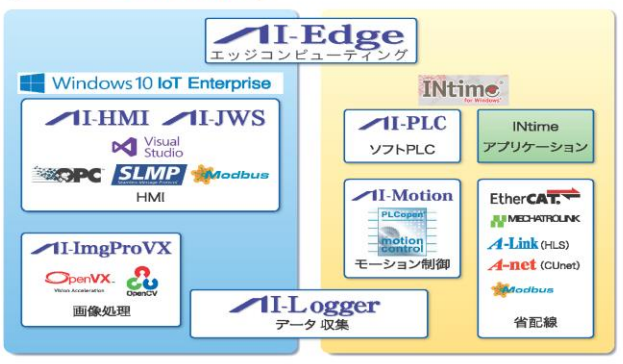 AI-Edge
エッジコンピューティング
Windows 10 IoT Enterprise
AI-HMI AI-JWS
Visual Studio
OPC SLMP Modbus
HMI
AI-ImgProVX
OpenVX OpenCV
画像処理
INtime
for Windows
AI-PLC
ソフトPLC
INtime
アプリケーション
AI-Motion
PLCopen
motion
control
モーション制御
EtherCAT
MECHATROLINK
A-Link (HLS)
A-net (CUnet)
Modbus
省配線
AI-Logger
データ収集